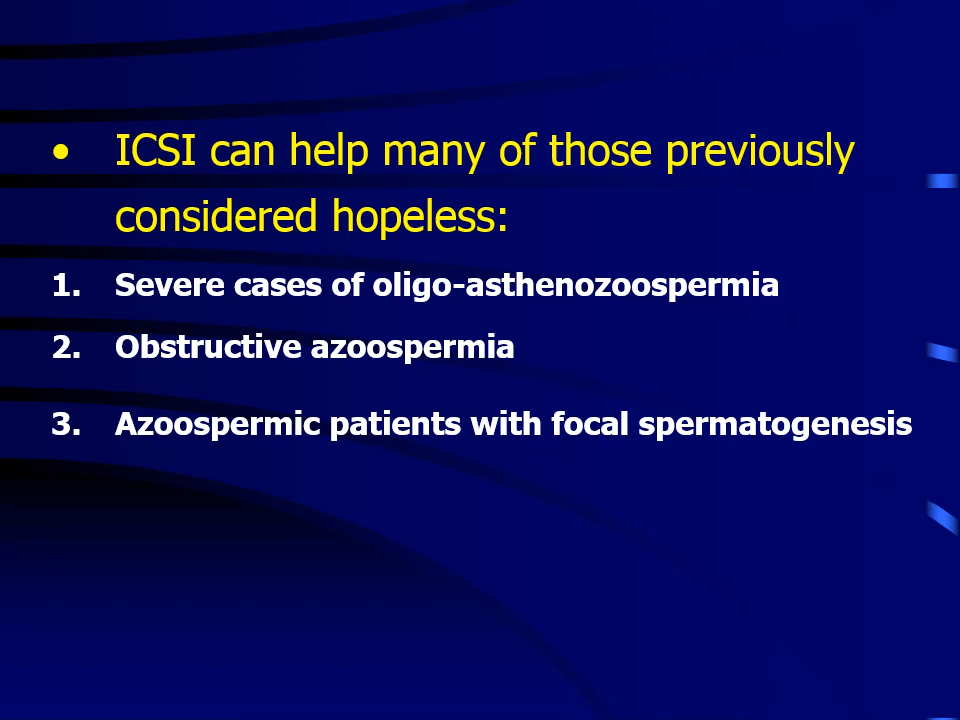 • ICSI can help many of those previously
considered hopeless:
1. Severe cases of oligo-asthenozoospermia
2. Obstructive azoospermia
3. Azoospermic patients with focal spermatogenesis